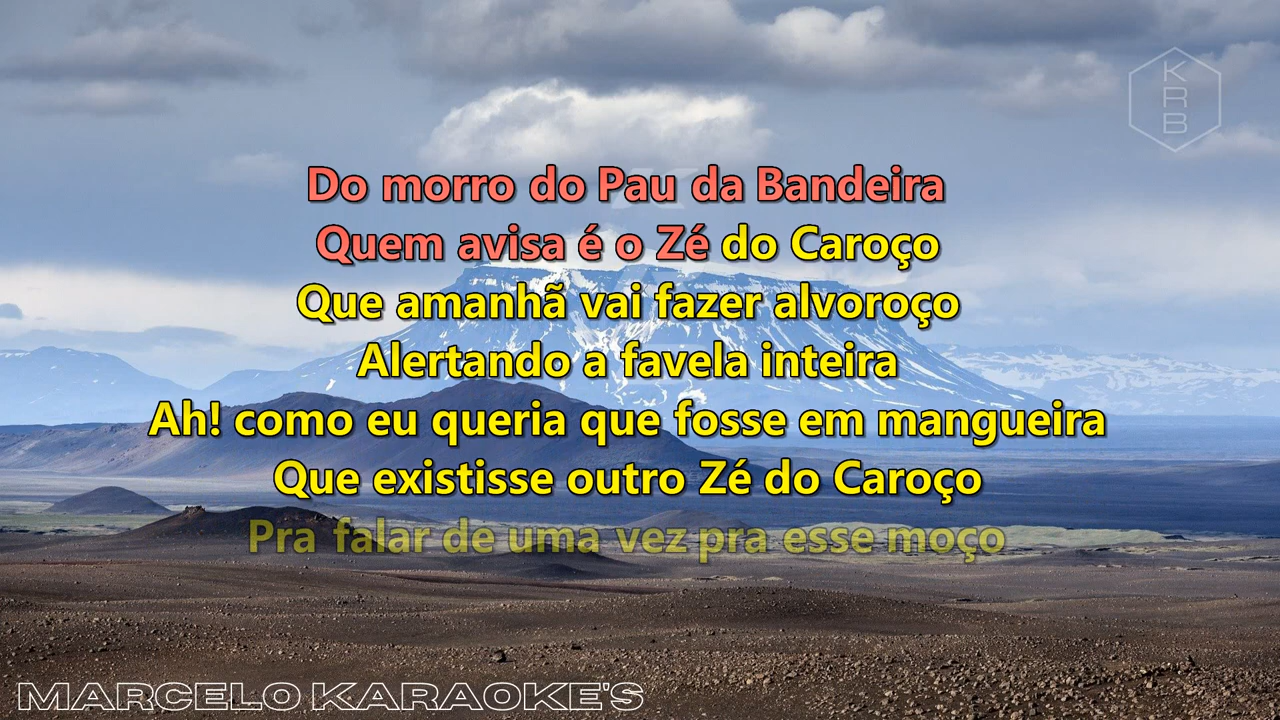 KRB
Do morro do Pau da Bandeira
Quem avisa é o Zé do Caroço
Que amanhã vai fazer alvoroço
Alertando a favela inteira
Ah! como eu queria que fosse em mangueira
Que existisse outro Zé do Caroço
Pra falar de uma vez pra esse moço
MARCELO KARAOKE'S